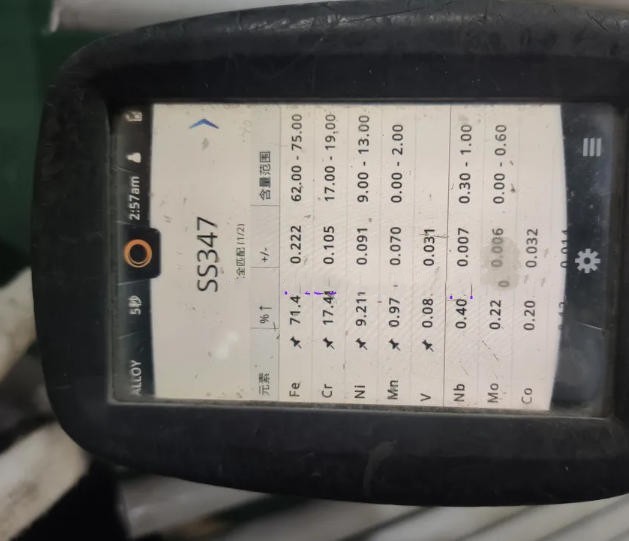 ALLOY 5秒 2:57am
SS347
全匹配 (1/2)
元素 % ↑ +/- 含量范围
Fe 71.4 0.222 62.00 - 75.00
Cr 0.105 17.00 - 19.00
Ni 9.211 0.091 9.00 - 13.00
Mn 0.97 0.070 0.00 - 2.00
V 0.08 0.031
Nb 0.40 0.007 0.30 - 1.00
Mo 0.22 0.006 0.00 - 0.60
Co 0.20 0.032